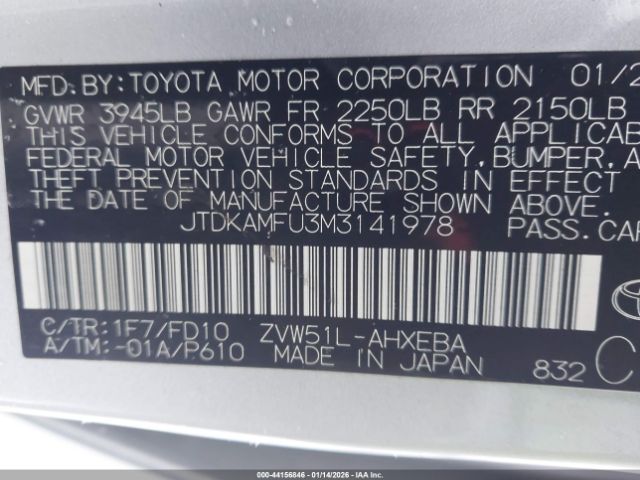 MFD.BY:TOYOTA MOTOR CORPORATION 01/2
GVWR 3945LB GAWR FR 2250LB RR 2150LB
THIS VEHICLE CONFORMS TO ALL APPLICAB
FEDERAL MOTOR VEHICLE SAFETY,BUMPER,A
THEFT PREVENTION STANDARDS IN EFFECT
THE DATE OF MANUFACTURE SHOWN ABOVE.
JTDKAMFU3M3141978 PASS.CAR
C/TR:1F7/FD10 ZVW51L-AHXEBA
A/TM:-01A/P610 MADE IN JAPAN 832 C
000-44156846 - 01/14/2026 - IAAI.COM